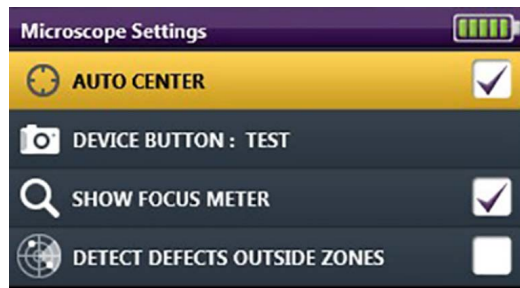 Microscope Settings
AUTO CENTER
DEVICE BUTTON : TEST
SHOW FOCUS METER
DETECT DEFECTS OUTSIDE ZONES